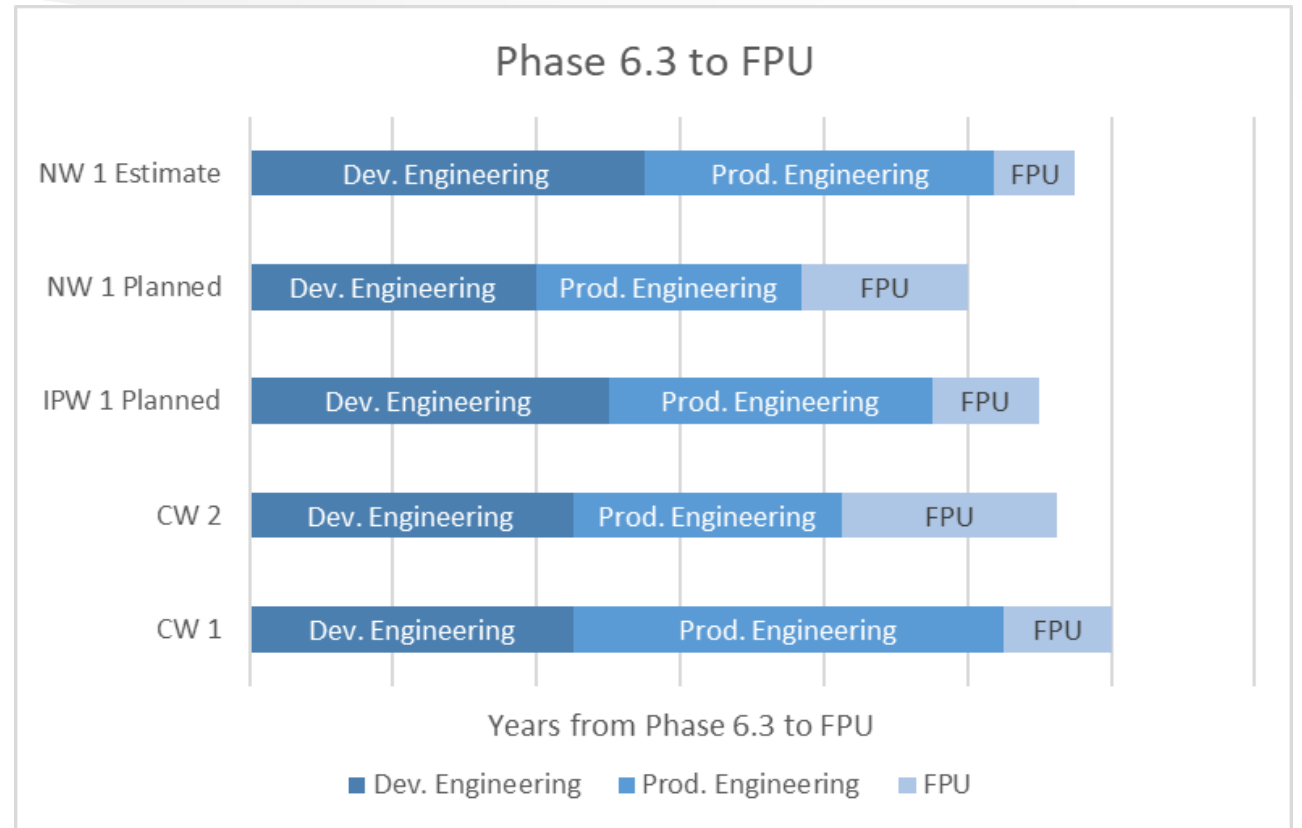 Phase 6.3 to FPU
NW 1 Estimate
Dev. Engineering
Prod. Engineering
FPU
NW 1 Planned
Dev. Engineering
Prod. Engineering
FPU
IPW 1 Planned
Dev. Engineering
Prod. Engineering
FPU
CW 2
Dev. Engineering
Prod. Engineering
FPU
CW 1
Dev. Engineering
Prod. Engineering
FPU
Years from Phase 6.3 to FPU
Dev. Engineering
Prod. Engineering
FPU